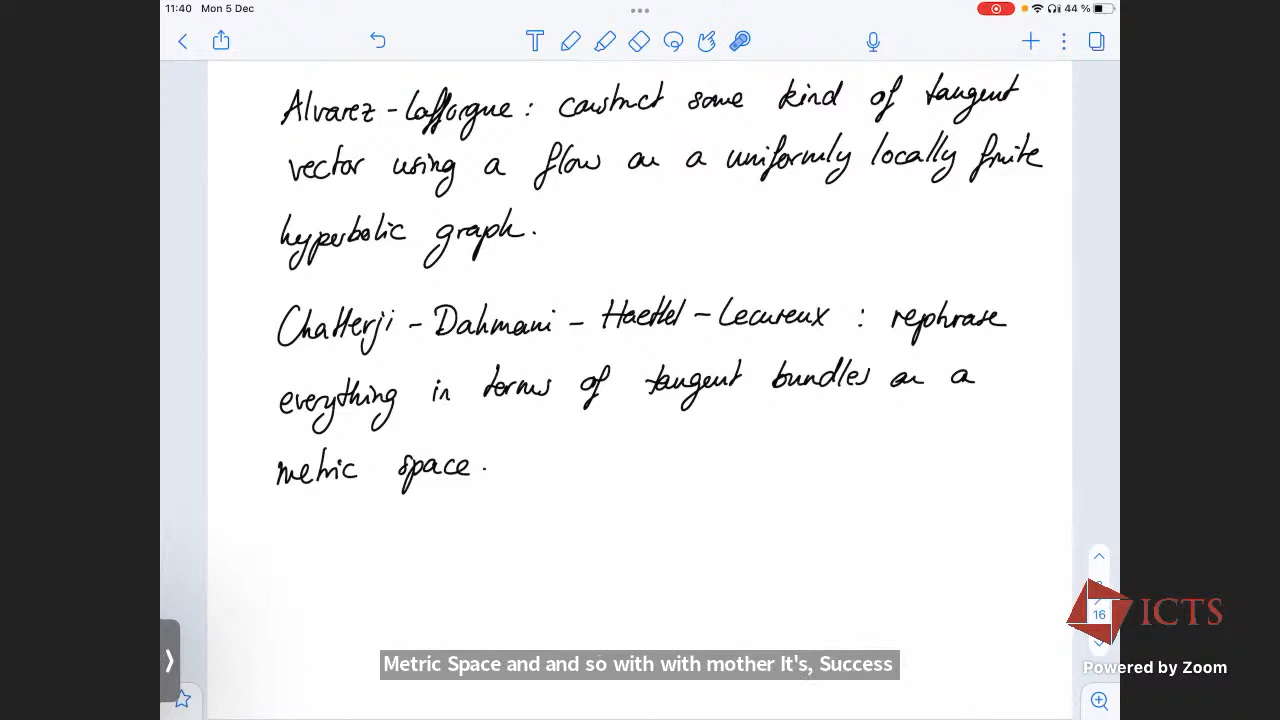 11:40 Mon 5 Dec
44 %
Alvarez - Lafforgue : construct some kind of tangent
vector using a flow on a uniformly locally finite
hyperbolic graph.
Chatterji - Dahmani - Haettel - Lecureux : rephrase
everything in terms of tangent bundles on a
metric space.
16
ICTS
Metric Space and and so with with mother It's, Success
Powered by Zoom